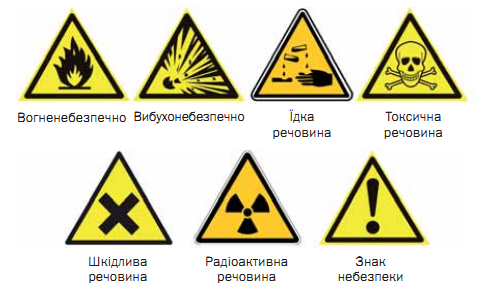 Вогненебезпечно
Вибухонебезпечно
Їдка
речовина
Токсична
речовина
Шкідлива
речовина
Радіоактивна
речовина
Знак
небезпеки